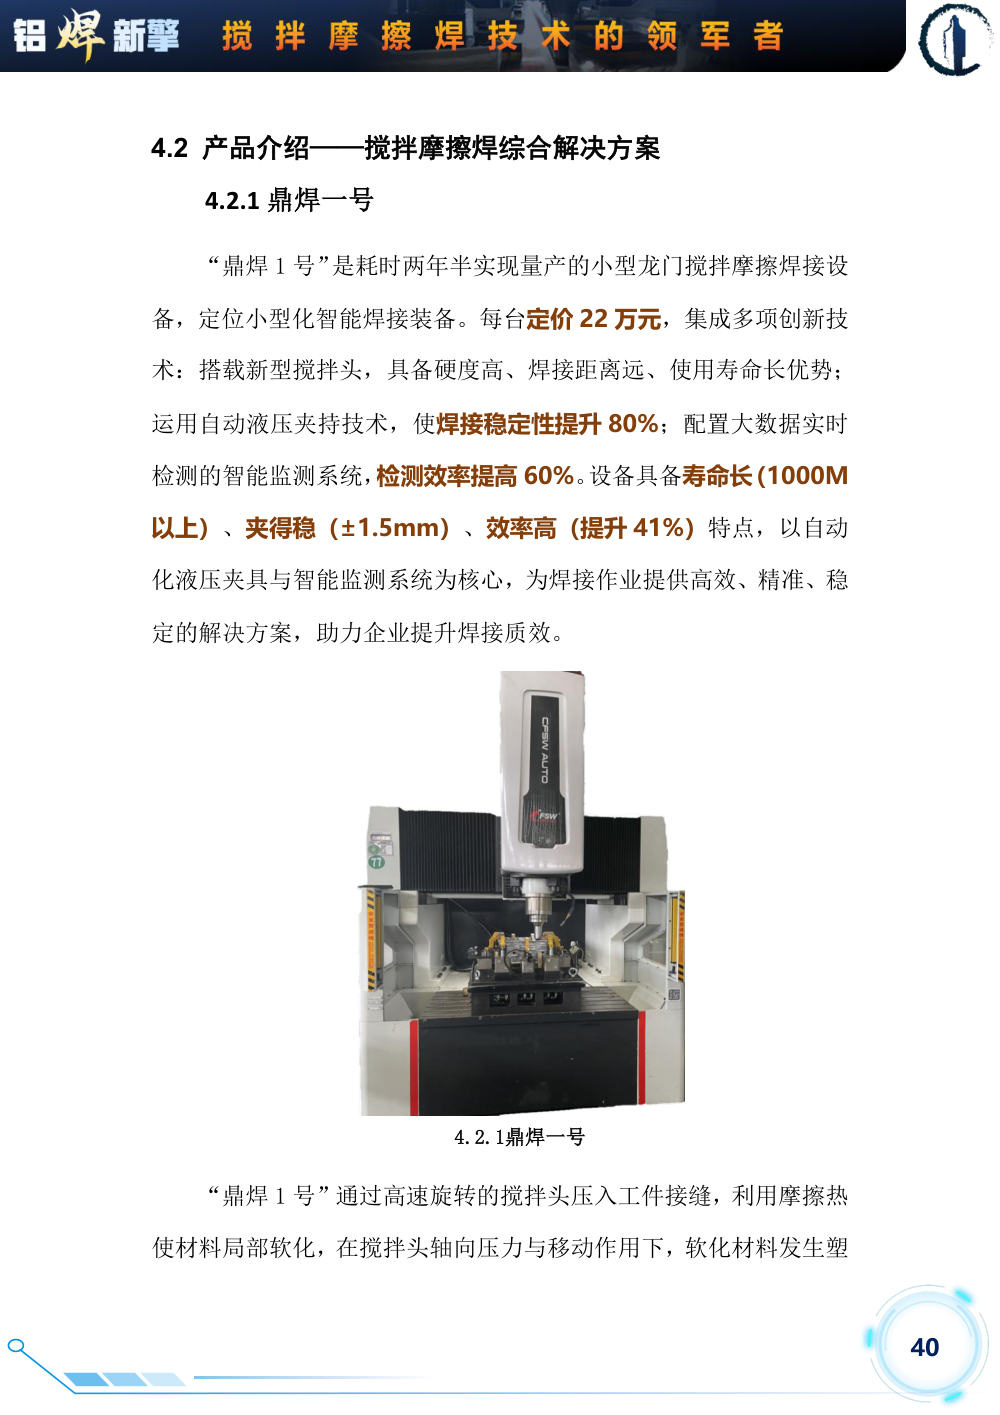 铝焊新擎 搅拌摩擦焊技术的领军者
4.2 产品介绍——搅拌摩擦焊综合解决方案
4.2.1 鼎焊一号
“鼎焊 1 号”是耗时两年半实现量产的小型龙门搅拌摩擦焊接设
备，定位小型化智能焊接装备。每台定价 22 万元，集成多项创新技
术：搭载新型搅拌头，具备硬度高、焊接距离远、使用寿命长优势；
运用自动液压夹持技术，使焊接稳定性提升 80%；配置大数据实时
检测的智能监测系统，检测效率提高 60%。设备具备寿命长（1000M
以上）、夹得稳（±1.5mm）、效率高（提升 41%）特点，以自动
化液压夹具与智能监测系统为核心，为焊接作业提供高效、精准、稳
定的解决方案，助力企业提升焊接质效。
CFSW AUTO
FSW
77
4.2.1鼎焊一号
“鼎焊 1 号”通过高速旋转的搅拌头压入工件接缝，利用摩擦热
使材料局部软化，在搅拌头轴向压力与移动作用下，软化材料发生塑
40